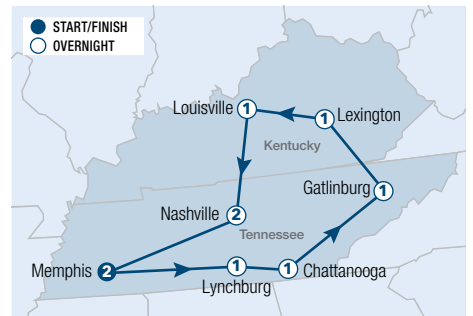 START/FINISH
OVERNIGHT
Louisville 1
1 Lexington
Kentucky
Gatlinburg 1
Nashville 2
Tennessee
Memphis 2
1
1 Chattanooga
Lynchburg